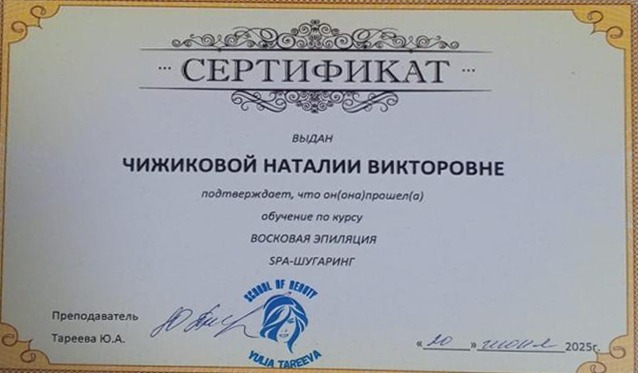 ··· СЕРТИФИКАТ ···
ВЫДАН
ЧИЖИКОВОЙ НАТАЛИИ ВИКТОРОВНЕ
подтверждает, что он(она)прошел(а)
обучение по курсу
ВОСКОВАЯ ЭПИЛЯЦИЯ
SPA-ШУГАРИНГ
SCHOOL OF BEAUTY
YULIA TAREEVA
Преподаватель
Тареева Ю.А.
«20» июня 2025г.